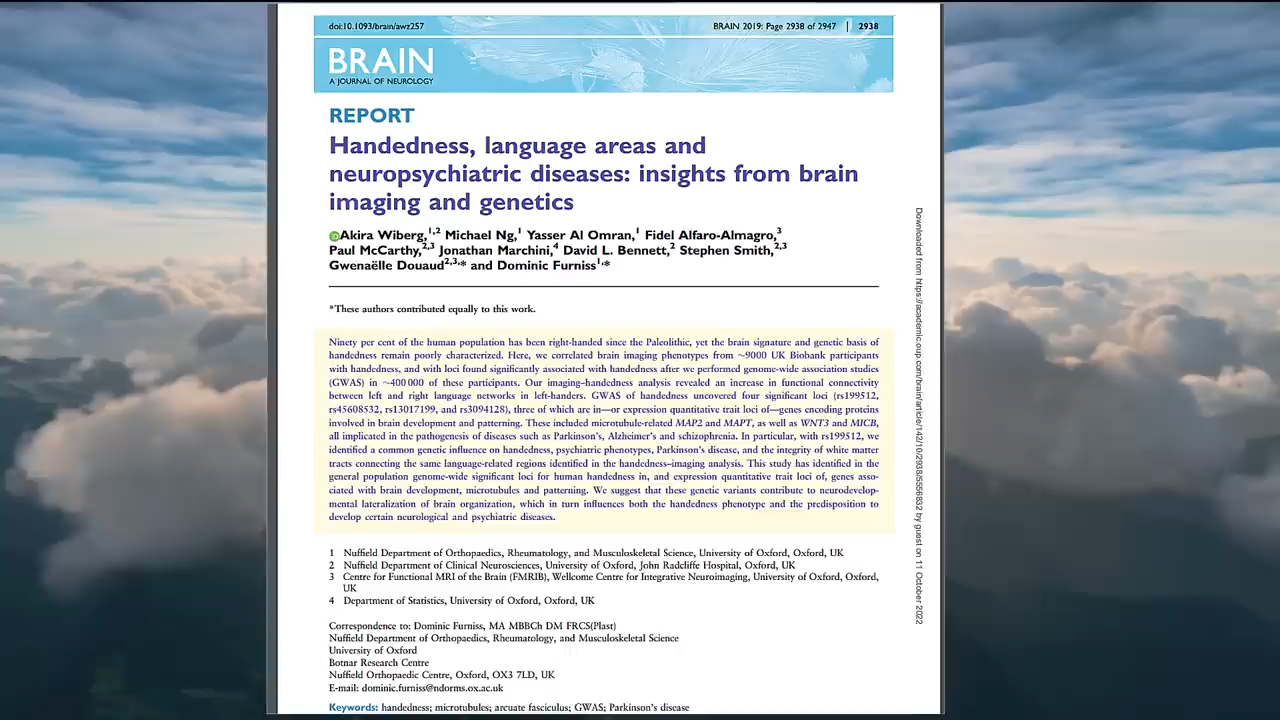 doi:10.1093/brain/awz257
BRAIN 2019: Page 2938 of 2947 | 2938
BRAIN
A JOURNAL OF NEUROLOGY
REPORT
Handedness, language areas and
neuropsychiatric diseases: insights from brain
imaging and genetics
Akira Wiberg,1,2 Michael Ng,1 Yasser Al Omran,1 Fidel Alfaro-Almagro,3
Paul McCarthy,2,3 Jonathan Marchini,4 David L. Bennett,2 Stephen Smith,2,3
Gwenaëlle Douaud2,3,* and Dominic Furniss1,*
*These authors contributed equally to this work.
Ninety per cent of the human population has been right-handed since the Paleolithic, yet the brain signature and genetic basis of
handedness remain poorly characterized. Here, we correlated brain imaging phenotypes from ~9000 UK Biobank participants
with handedness, and with loci found significantly associated with handedness after we performed genome-wide association studies
(GWAS) in ~400 000 of these participants. Our imaging–handedness analysis revealed an increase in functional connectivity
between left and right language networks in left-handers. GWAS of handedness uncovered four significant loci (rs199512,
rs45608532, rs13017199, and rs3094128), three of which are in—or expression quantitative trait loci of—genes encoding proteins
involved in brain development and patterning. These included microtubule-related MAP2 and MAPT, as well as WNT3 and MICB,
all implicated in the pathogenesis of diseases such as Parkinson's, Alzheimer's and schizophrenia. In particular, with rs199512, we
identified a common genetic influence on handedness, psychiatric phenotypes, Parkinson's disease, and the integrity of white matter
tracts connecting the same language-related regions identified in the handedness–imaging analysis. This study has identified in the
general population genome-wide significant loci for human handedness in, and expression quantitative trait loci of, genes asso-
ciated with brain development, microtubules and patterning. We suggest that these genetic variants contribute to neurodevelop-
mental lateralization of brain organization, which in turn influences both the handedness phenotype and the predisposition to
develop certain neurological and psychiatric diseases.
1 Nuffield Department of Orthopaedics, Rheumatology, and Musculoskeletal Science, University of Oxford, Oxford, UK
2 Nuffield Department of Clinical Neurosciences, University of Oxford, John Radcliffe Hospital, Oxford, UK
3 Centre for Functional MRI of the Brain (FMRIB), Wellcome Centre for Integrative Neuroimaging, University of Oxford, Oxford,
UK
4 Department of Statistics, University of Oxford, Oxford, UK
Correspondence to: Dominic Furniss, MA MBBCh DM FRCS(Plast)
Nuffield Department of Orthopaedics, Rheumatology, and Musculoskeletal Science
University of Oxford
Botnar Research Centre
Nuffield Orthopaedic Centre, Oxford, OX3 7LD, UK
E-mail: dominic.furniss@ndorms.ox.ac.uk
Keywords: handedness; microtubules; arcuate fasciculus; GWAS; Parkinson's disease
Downloaded from https://academic.oup.com/brain/article/142/10/2938/5556832 by guest on 11 October 2022